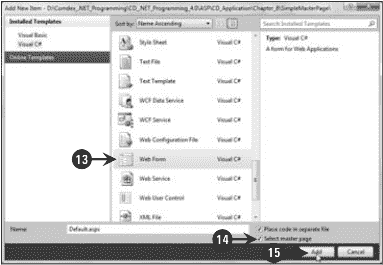 Add New Item - D:\Comdex_.NET_Programming\CD_.NET_Programming_All\ASP\CD_Application\Chapter_8\SimpleMasterPage\
Installed Templates
Visual Basic
Visual C#
Online Templates
Sort by: Name Ascending
Search Installed Templates
Style Sheet Visual C#
Text File Visual C#
Text Template Visual C#
WCF Data Service Visual C#
WCF Service Visual C#
Web Configuration File Visual C#
13 Web Form Visual C#
Web Service Visual C#
Web User Control Visual C#
XML File Visual C#
Type: Visual C#
A form for Web Applications
Name: Default.aspx
Place code in separate file
14 Select master page
15 Add Cancel